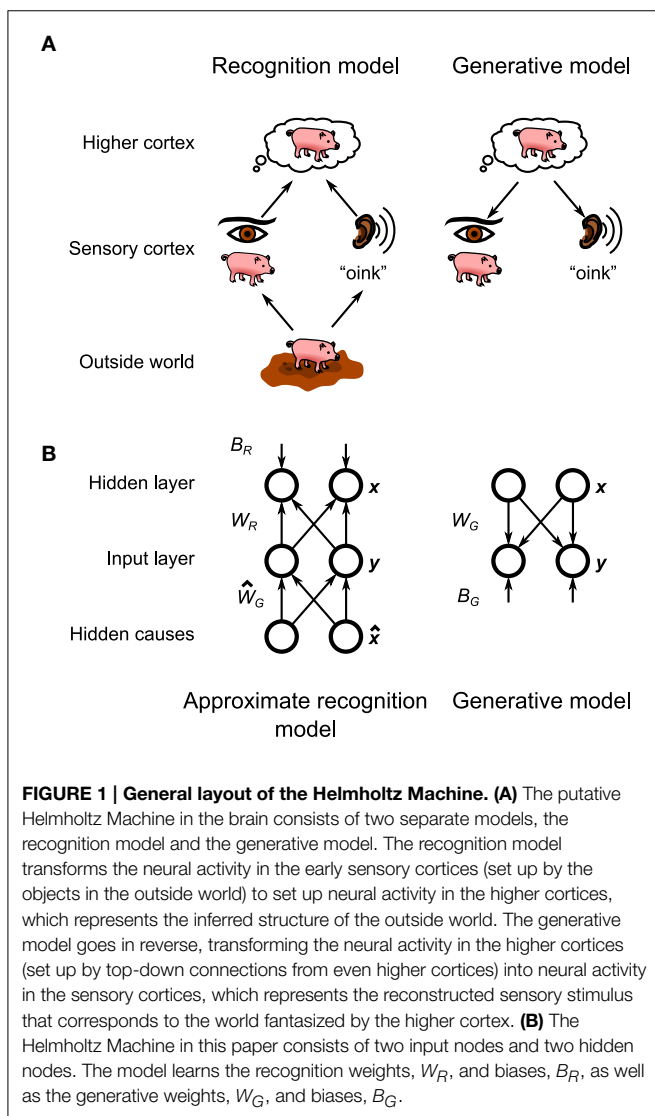 A
Recognition model Generative model
Higher cortex
Sensory cortex
"oink" "oink"
Outside world
B
B_R
Hidden layer x x
W_R W_G
Input layer y y
Ŵ_G B_G
Hidden causes x̂
Approximate recognition Generative model
model
FIGURE 1 | General layout of the Helmholtz Machine. (A) The putative
Helmholtz Machine in the brain consists of two separate models, the
recognition model and the generative model. The recognition model
transforms the neural activity in the early sensory cortices (set up by the
objects in the outside world) to set up neural activity in the higher cortices,
which represents the inferred structure of the outside world. The generative
model goes in reverse, transforming the neural activity in the higher cortices
(set up by top-down connections from even higher cortices) into neural activity
in the sensory cortices, which represents the reconstructed sensory stimulus
that corresponds to the world fantasized by the higher cortex. (B) The
Helmholtz Machine in this paper consists of two input nodes and two hidden
nodes. The model learns the recognition weights, W_R, and biases, B_R, as well
as the generative weights, W_G, and biases, B_G.